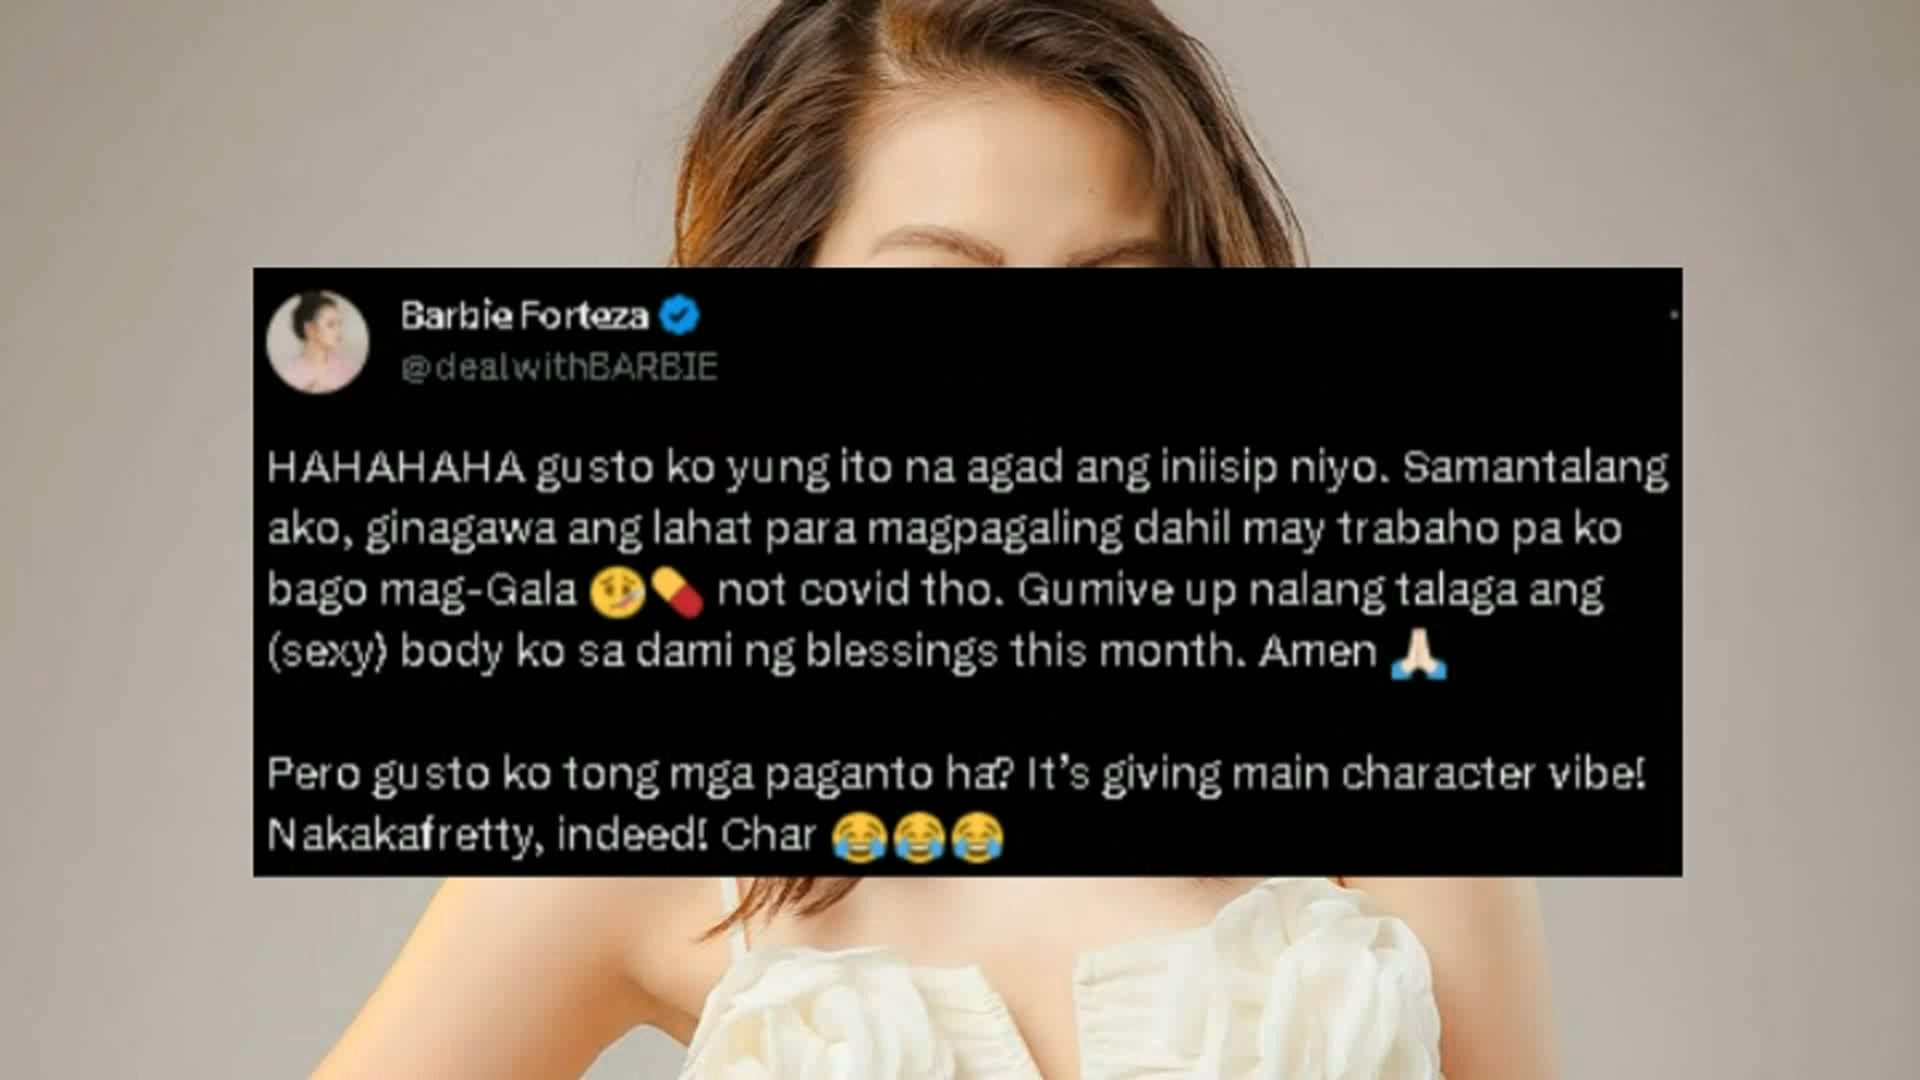 Barbie Forteza
@dealwithBARBIE
HAHAHAHA gusto ko yung ito na agad ang iniisip niyo. Samantalang
ako, ginagawa ang lahat para magpagaling dahil may trabaho pa ko
bago mag-Gala 🤒💊 not covid tho. Gumive up nalang talaga ang
(sexy) body ko sa dami ng blessings this month. Amen 🙏🏻
Pero gusto ko tong mga paganto ha? It's giving main character vibe!
Nakakafretty, indeed! Char 😂😂😂